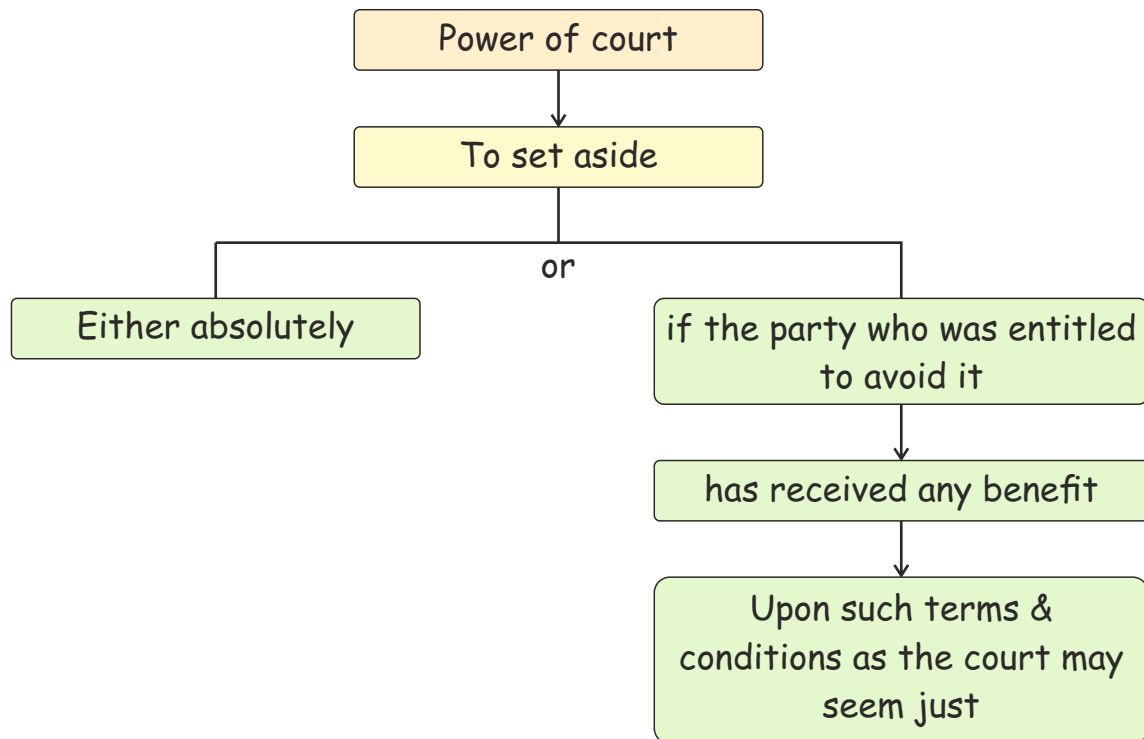 Power of court
To set aside
or
Either absolutely
if the party who was entitled
to avoid it
has received any benefit
Upon such terms &
conditions as the court may
seem just